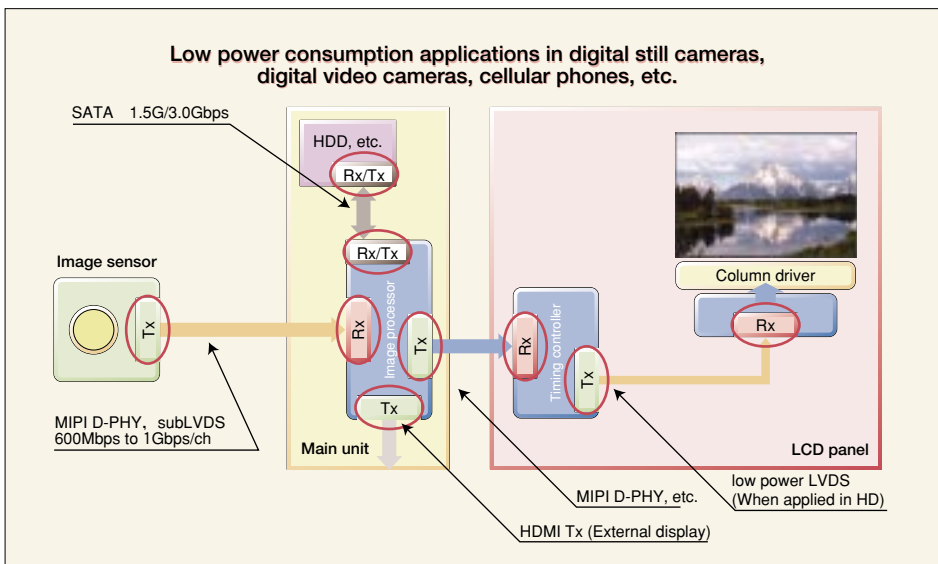 Low power consumption applications in digital still cameras,
digital video cameras, cellular phones, etc.
SATA 1.5G/3.0Gbps
HDD, etc.
Rx/Tx
Rx/Tx
Image sensor
Tx
Rx
Image processor
Tx
Tx
MIPI D-PHY, subLVDS
600Mbps to 1Gbps/ch
Main unit
Rx
Timing controller
Tx
Column driver
Rx
LCD panel
MIPI D-PHY, etc.
low power LVDS
(When applied in HD)
HDMI Tx (External display)